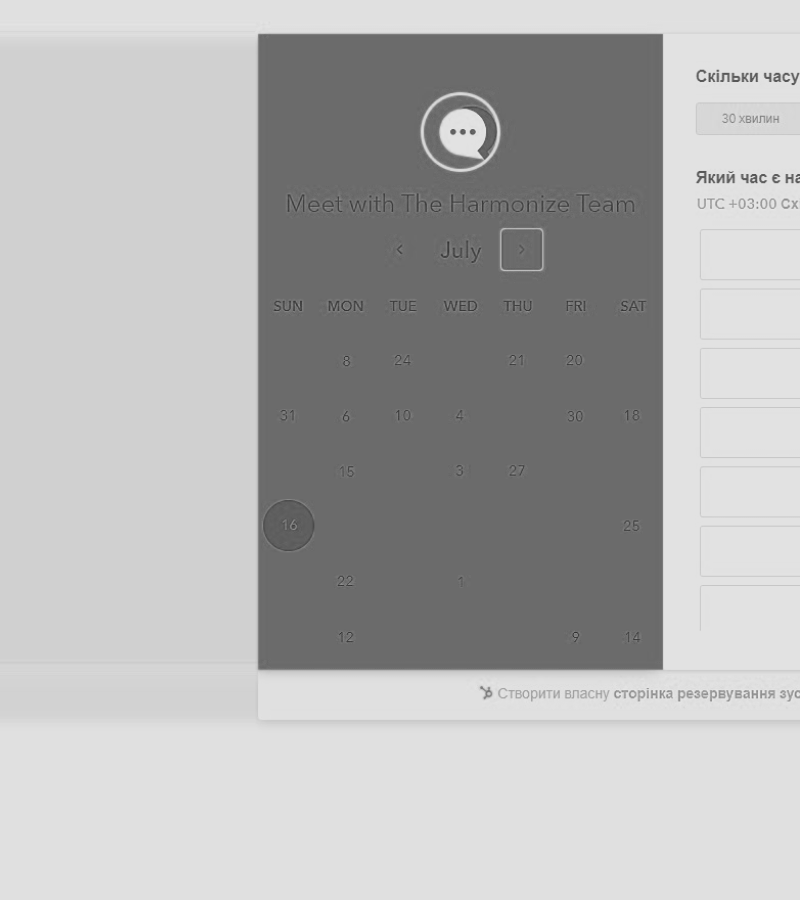 Meet with The Harmonize Team
July
SUN MON TUE WED THU FRI SAT
8 24 21 20
31 6 10 4 30 18
15 3 27
16 25
22 1
12 9 14
Скільки часу
30 хвилин
Який час є на
UTC +03:00 Сх
Створити власну сторінка резервування зус